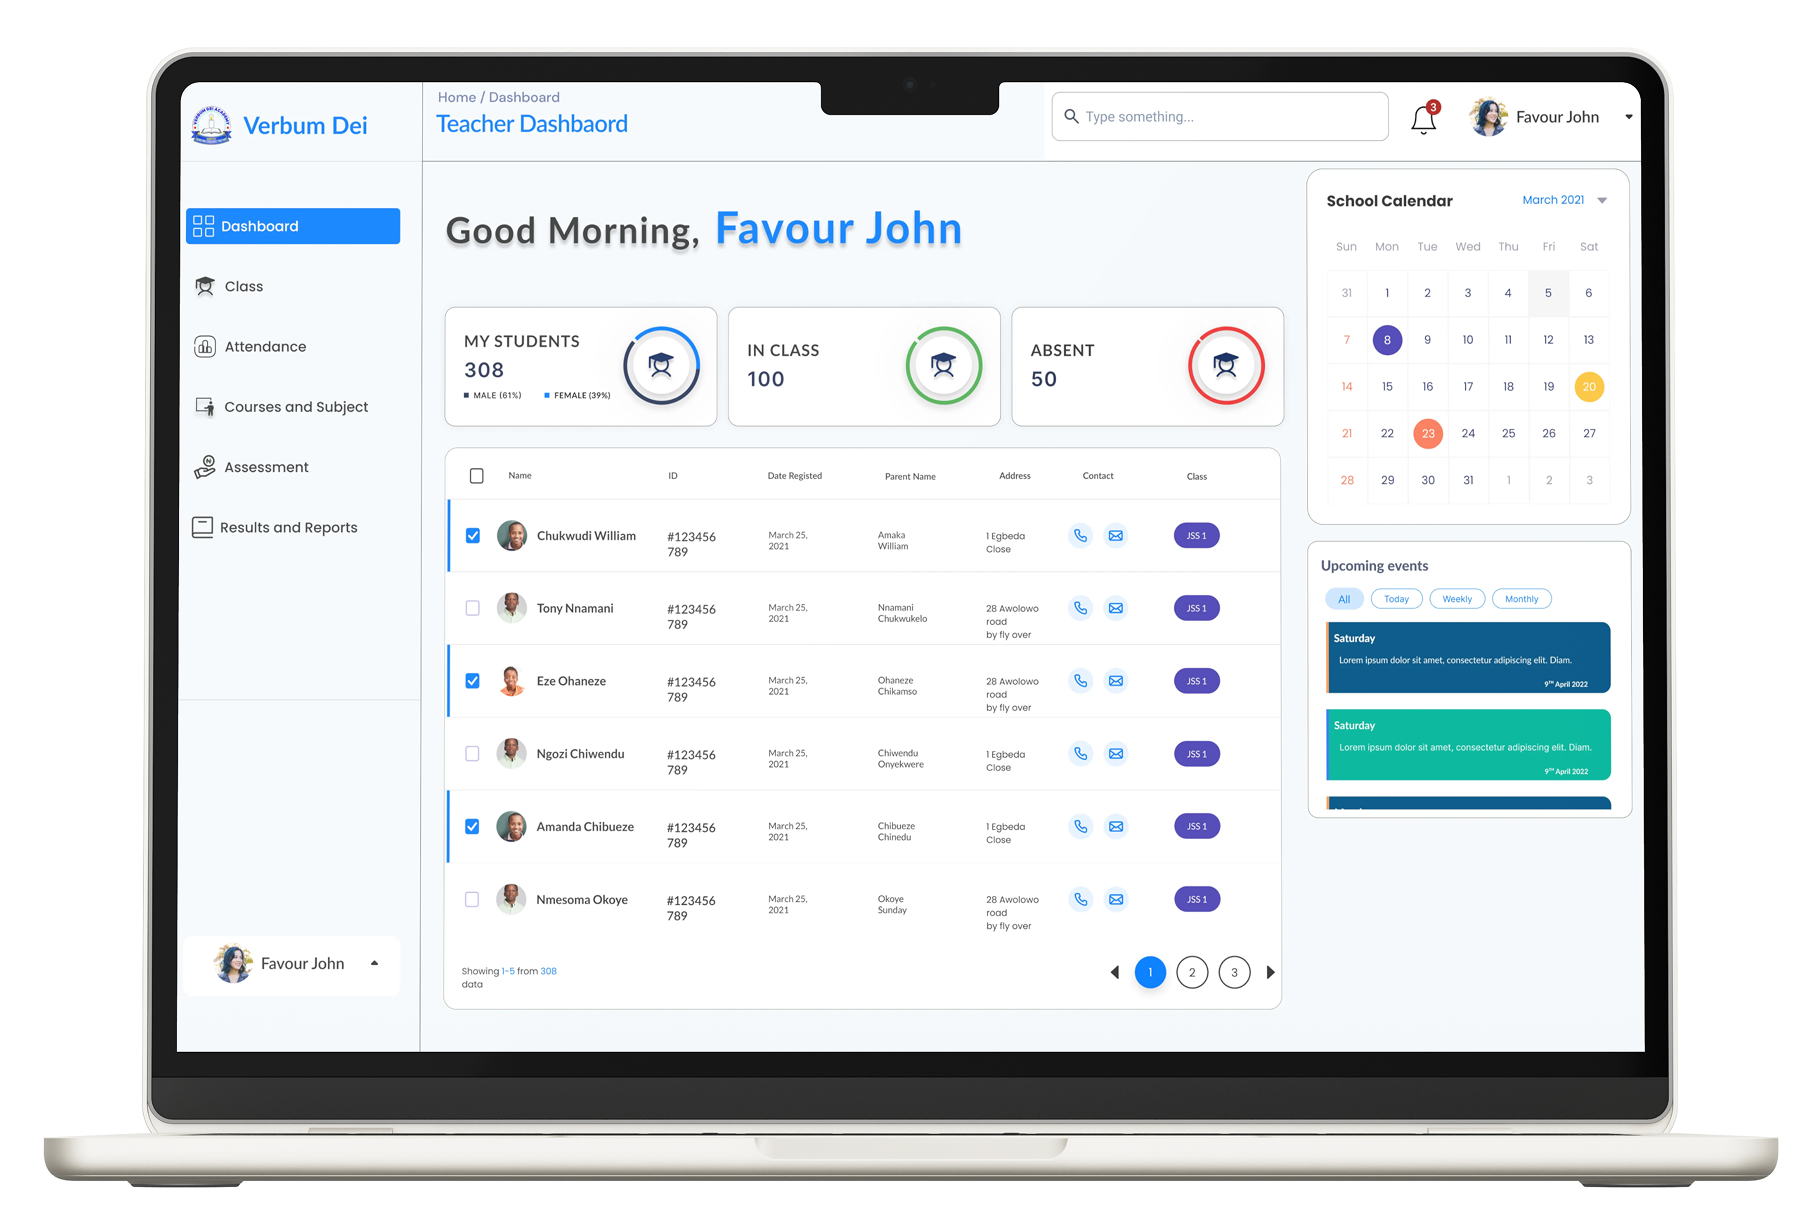 Verbum Dei
Home / Dashboard
Teacher Dashbaord
Type something...
3
Favour John
Dashboard
Class
Attendance
Courses and Subject
Assessment
Results and Reports
Favour John
Good Morning, Favour John
MY STUDENTS
308
MALE (61%) FEMALE (39%)
IN CLASS
100
ABSENT
50
Name ID Date Registed Parent Name Address Contact Class
Chukwudi William #123456 March 25, Amaka 1 Egbeda JSS 1
789 2021 William Close
Tony Nnamani #123456 March 25, Nnamani 28 Awolowo JSS 1
789 2021 Chukwukelo road
by fly over
Eze Ohaneze #123456 March 25, Ohaneze 28 Awolowo JSS 1
789 2021 Chikamso road
by fly over
Ngozi Chiwendu #123456 March 25, Chiwendu 1 Egbeda JSS 1
789 2021 Onyekwere Close
Amanda Chibueze #123456 March 25, Chibueze 1 Egbeda JSS 1
789 2021 Chinedu Close
Nmesoma Okoye #123456 March 25, Okoye 28 Awolowo JSS 1
789 2021 Sunday road
by fly over
Showing 1-5 from 308
data
1 2 3
School Calendar March 2021
Sun Mon Tue Wed Thu Fri Sat
31 1 2 3 4 5 6
7 8 9 10 11 12 13
14 15 16 17 18 19 20
21 22 23 24 25 26 27
28 29 30 31 1 2 3
Upcoming events
All Today Weekly Monthly
Saturday
Lorem ipsum dolor sit amet, consectetur adipiscing elit. Diam.
9TH April 2022
Saturday
Lorem ipsum dolor sit amet, consectetur adipiscing elit. Diam.
9TH April 2022